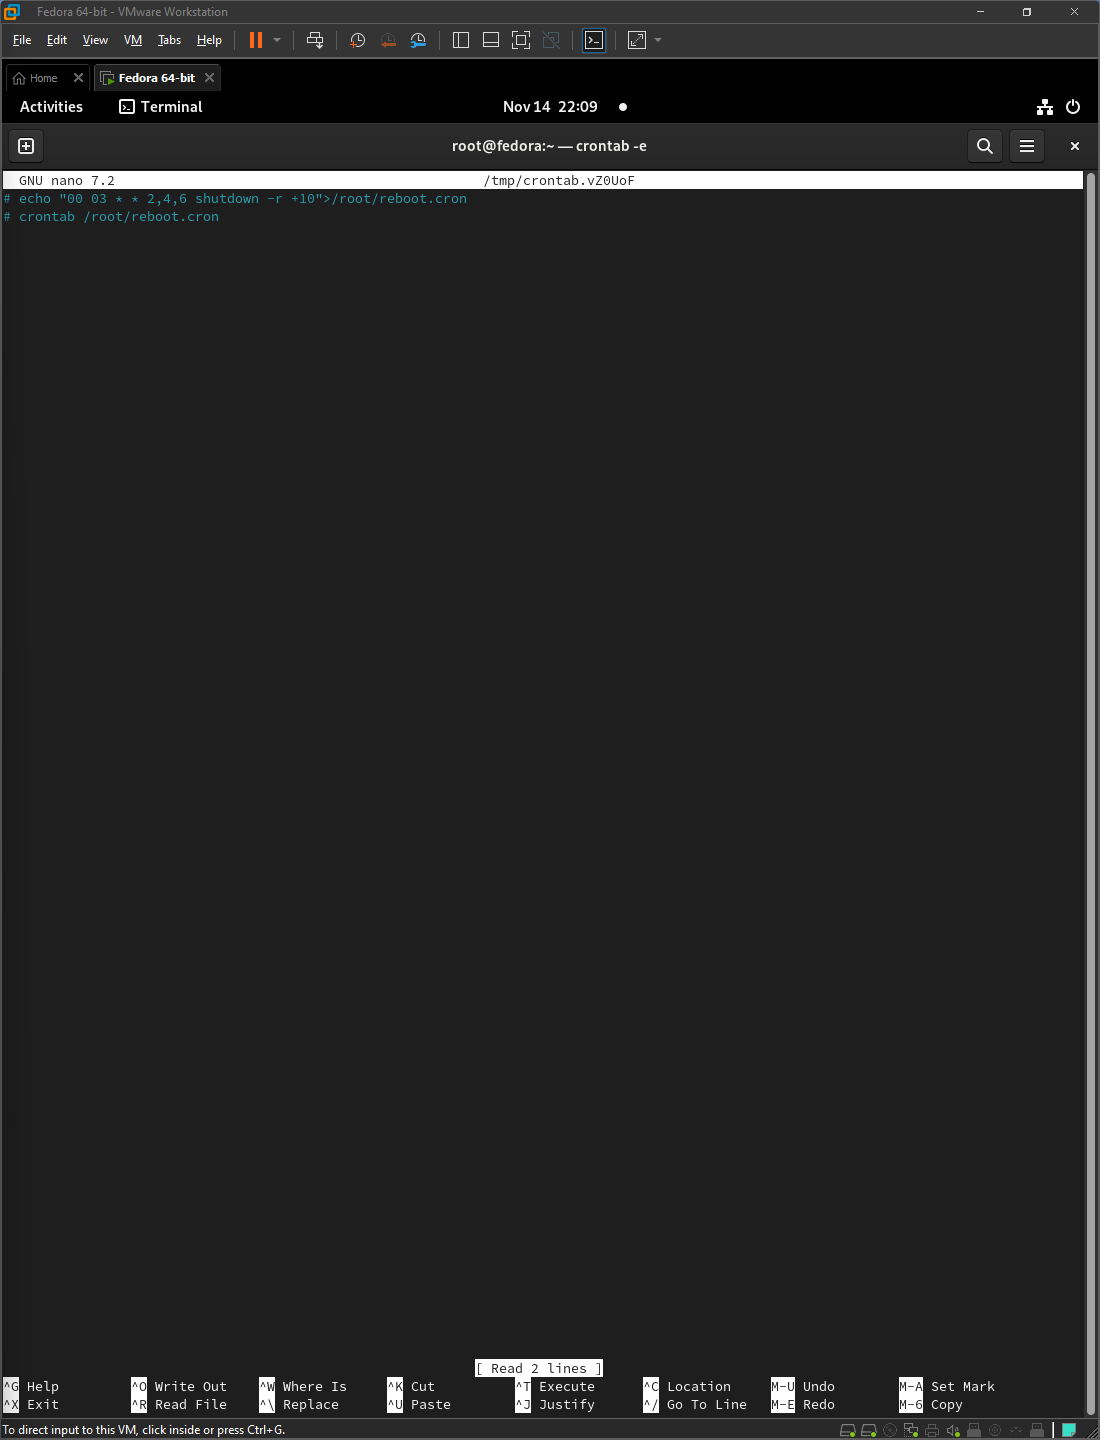 Fedora 64-bit - VMware Workstation
File Edit View VM Tabs Help
Home Fedora 64-bit
Activities Terminal Nov 14 22:09
root@fedora:~ — crontab -e
GNU nano 7.2 /tmp/crontab.vZ0UoF
# echo "00 03 * * 2,4,6 shutdown -r +10">/root/reboot.cron
# crontab /root/reboot.cron
[ Read 2 lines ]
^G Help ^O Write Out ^W Where Is ^K Cut ^T Execute ^C Location M-U Undo M-A Set Mark
^X Exit ^R Read File ^\ Replace ^U Paste ^J Justify ^/ Go To Line M-E Redo M-6 Copy
To direct input to this VM, click inside or press Ctrl+G.